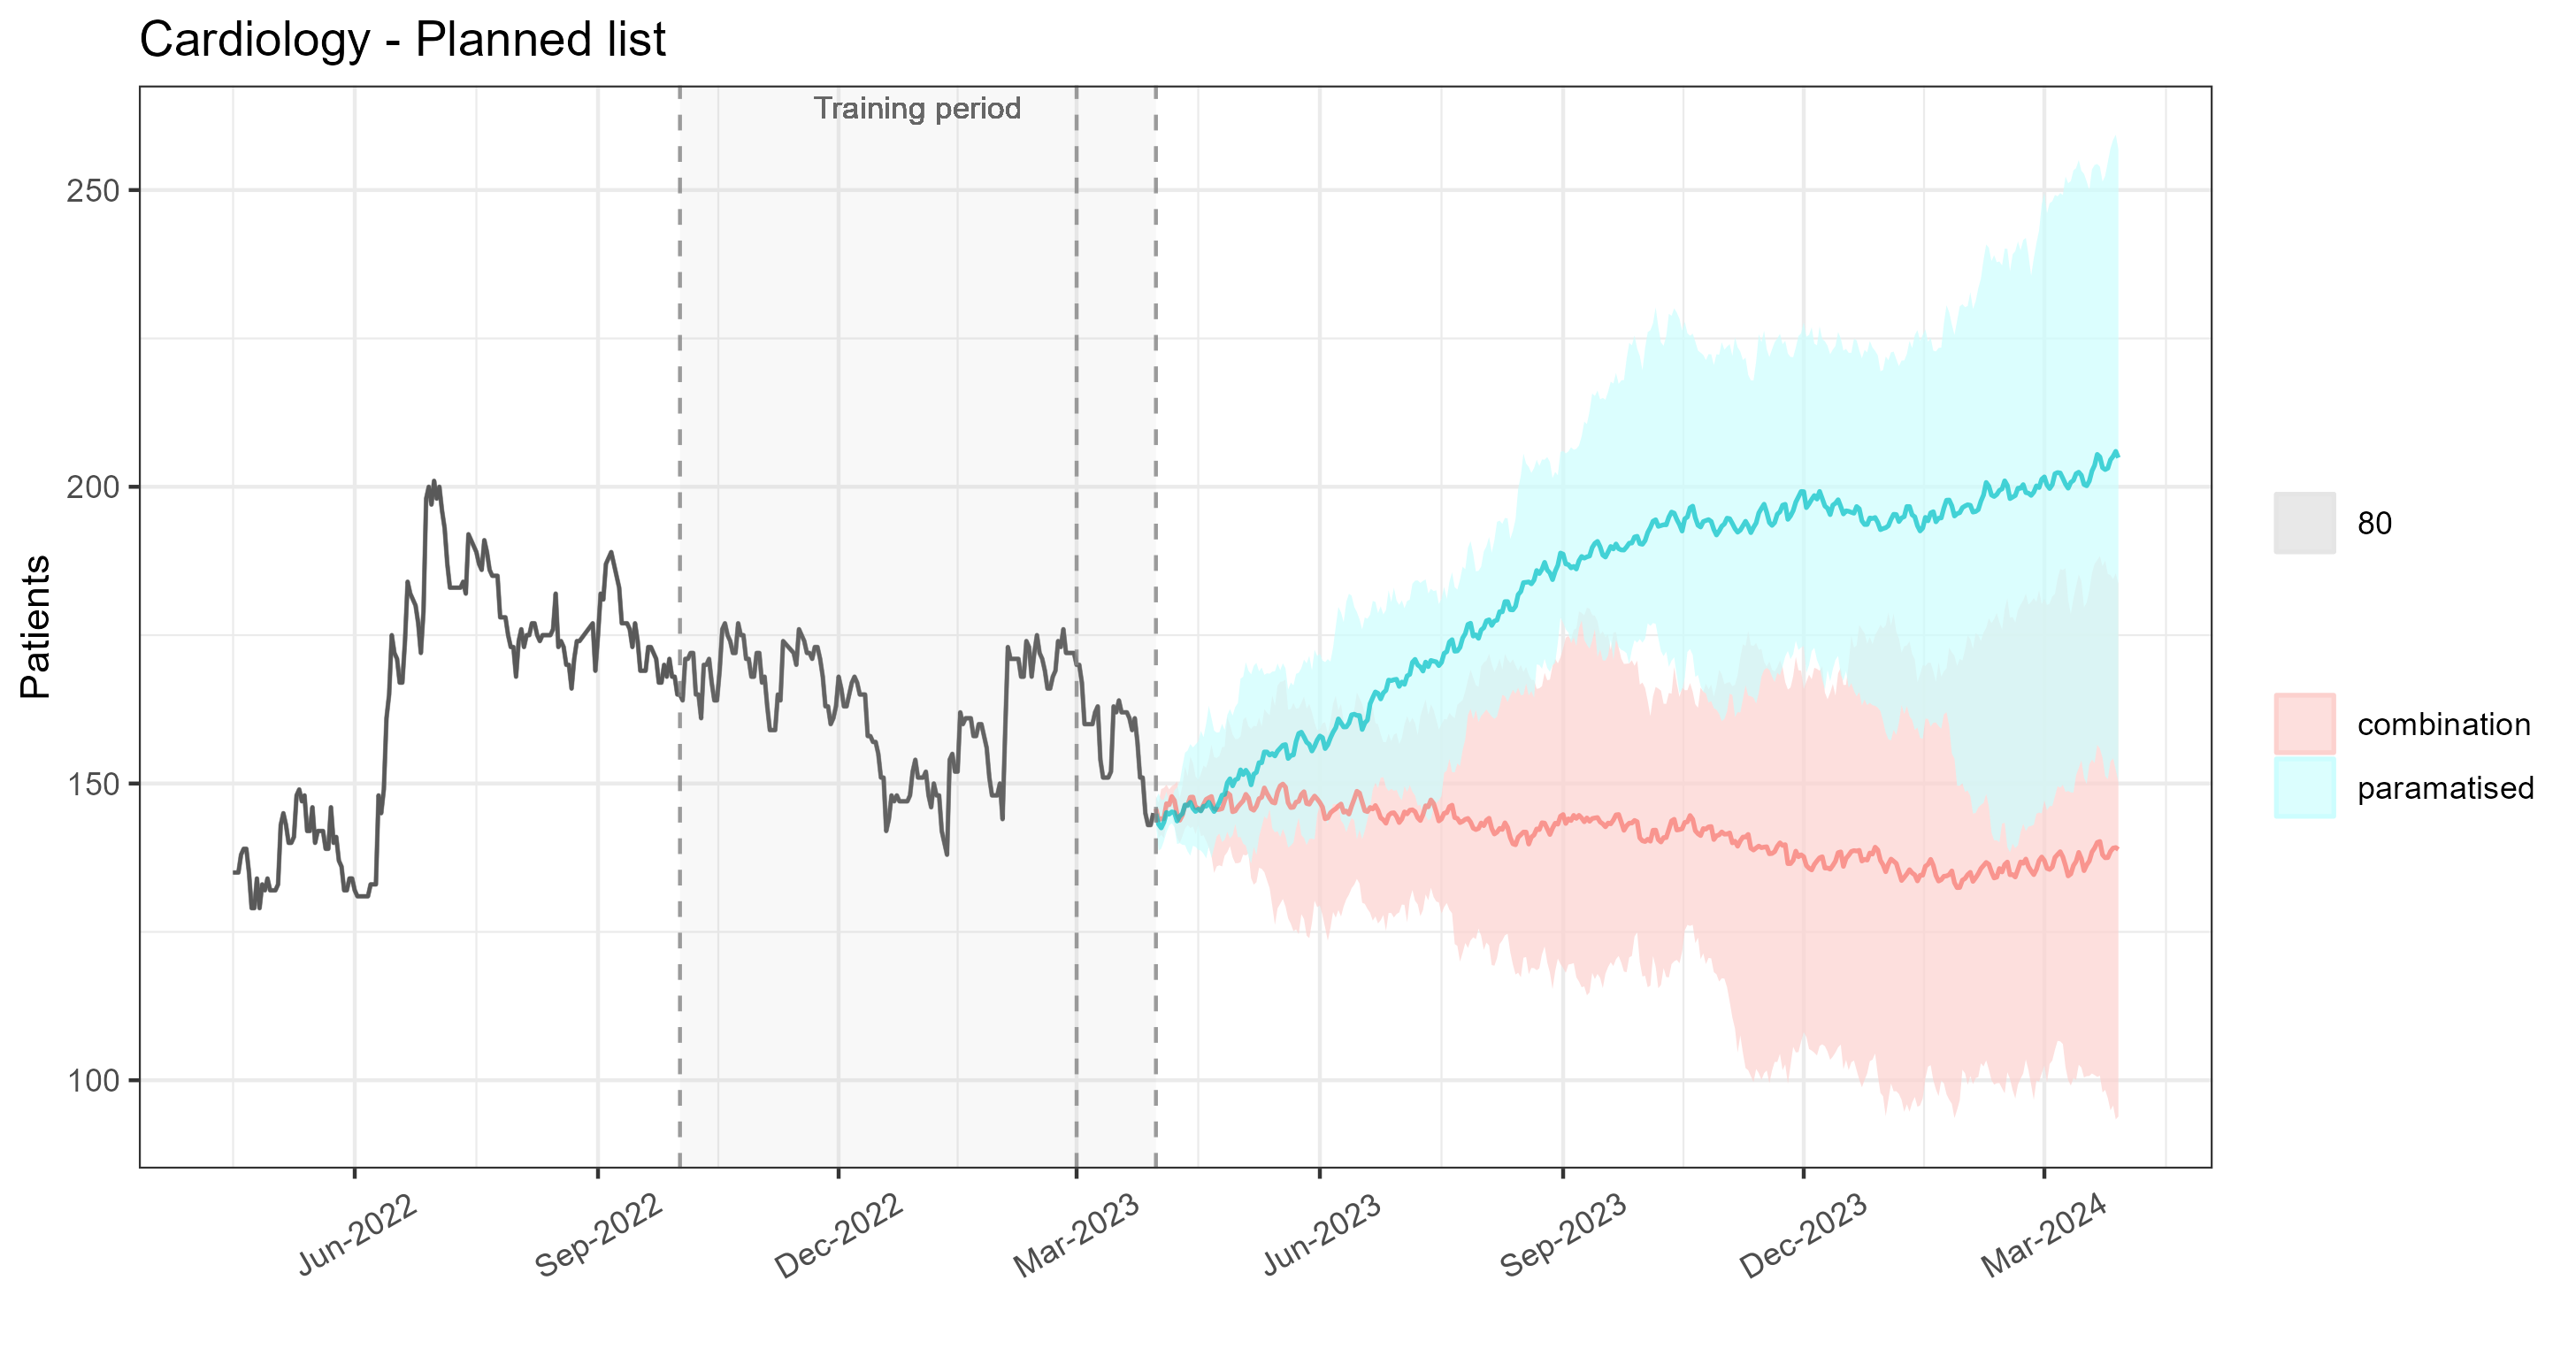 Cardiology - Planned list
Training period
Patients
250
200
150
100
Jun-2022
Sep-2022
Dec-2022
Mar-2023
Jun-2023
Sep-2023
Dec-2023
Mar-2024
80
combination
paramatised